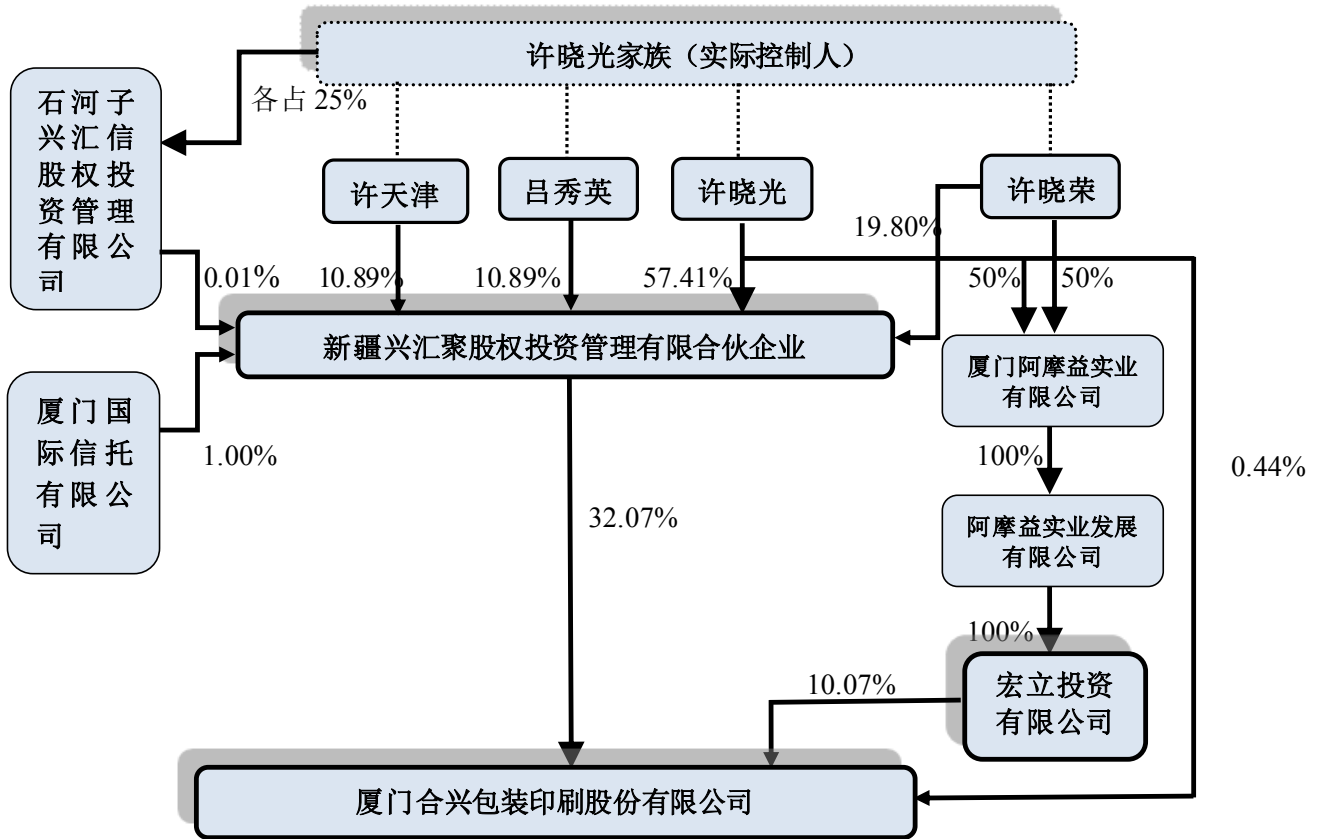 许晓光家族（实际控制人）
各占 25%
石河子
兴汇信
股权投
资管理
有限公
司
许天津
吕秀英
许晓光
许晓荣
19.80%
0.01%
10.89%
10.89%
57.41%
50%
50%
新疆兴汇聚股权投资管理有限合伙企业
厦门阿摩益实业
有限公司
厦门国
际信托
有限公
司
1.00%
100%
0.44%
32.07%
阿摩益实业发展
有限公司
100%
10.07%
宏立投资
有限公司
厦门合兴包装印刷股份有限公司